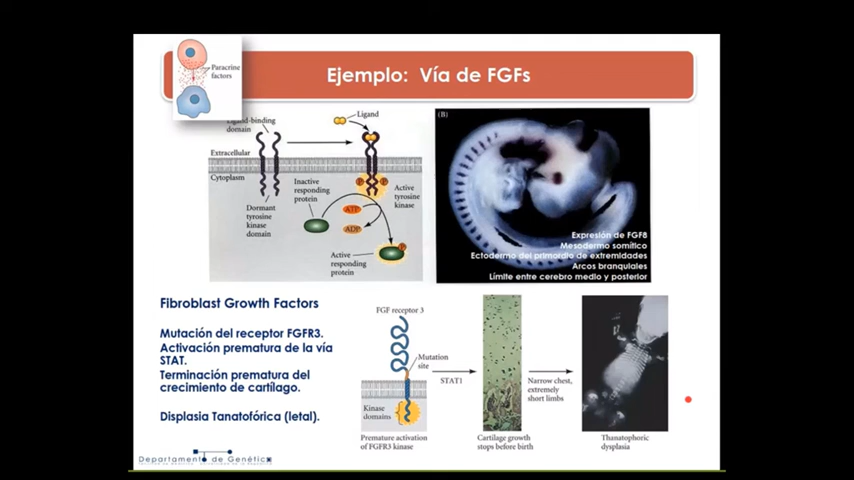 Paracrine
factors
Ejemplo: Vía de FGFs
Ligand-binding
domain
Ligand
Extracellular
Cytoplasm
Inactive
responding
protein
P
P
Active
tyrosine
kinase
Dormant
tyrosine
kinase
domain
ATP
ADP
P
Active
responding
protein
(B)
Expresión de FGF8
Mesodermo somítico
Ectodermo del primordio de extremidades
Arcos branquiales
Límite entre cerebro medio y posterior
Fibroblast Growth Factors
Mutación del receptor FGFR3.
Activación prematura de la vía
STAT.
Terminación prematura del
crecimiento de cartílago.
Displasia Tanatofórica (letal).
FGF receptor 3
Mutation
site
STAT1
Kinase
domains
Premature activation
of FGFR3 kinase
Cartilage growth
stops before birth
Narrow chest,
extremely
short limbs
Thanatophoric
dysplasia
Departamento de Genética